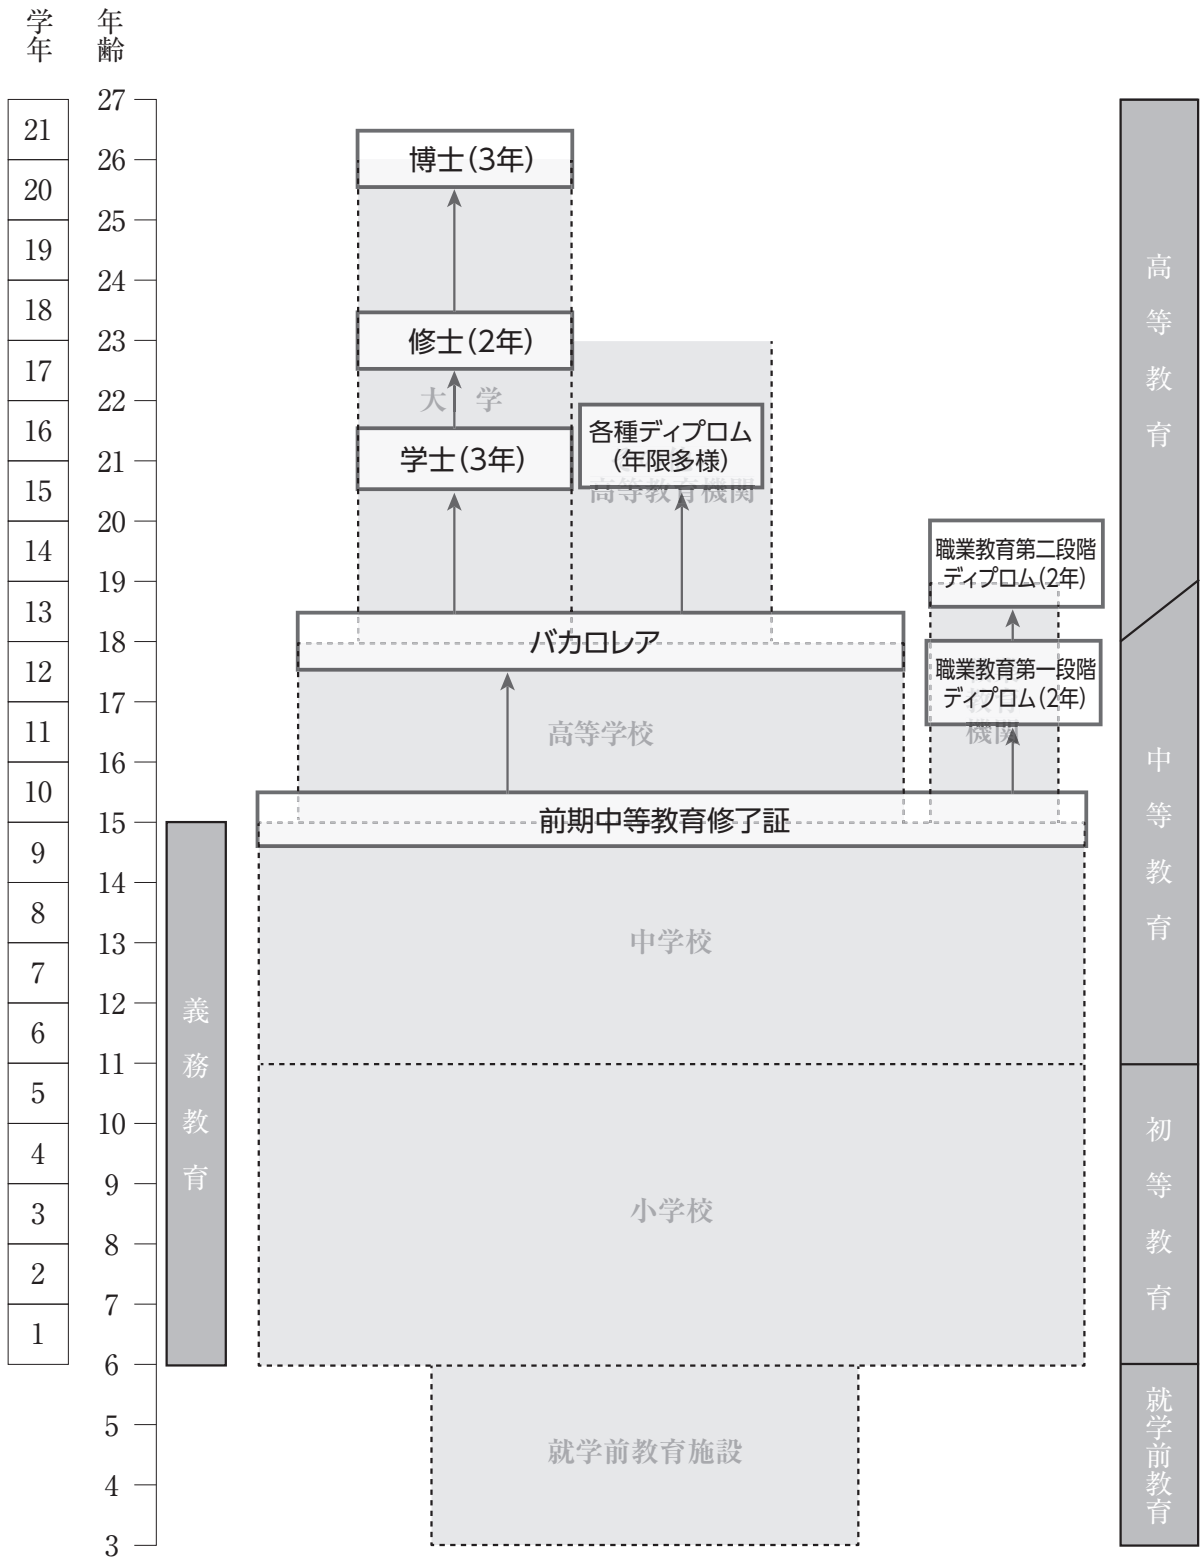 学年
年齢
27
21
26
20
25
19
24
18
23
17
22
16
21
15
20
14
19
13
18
12
17
11
16
10
15
9
14
8
13
7
12
6
11
5
10
4
9
3
8
2
7
1
6
5
4
3
義務教育
博士(3年)
修士(2年)
大学
学士(3年)
各種ディプロム
(年限多様)
高等教育機関
職業教育第二段階
ディプロム(2年)
バカロレア
職業教育第一段階
ディプロム(2年)
教育
機関
高等学校
前期中等教育修了証
中学校
小学校
就学前教育施設
高等教育
中等教育
初等教育
就学前教育